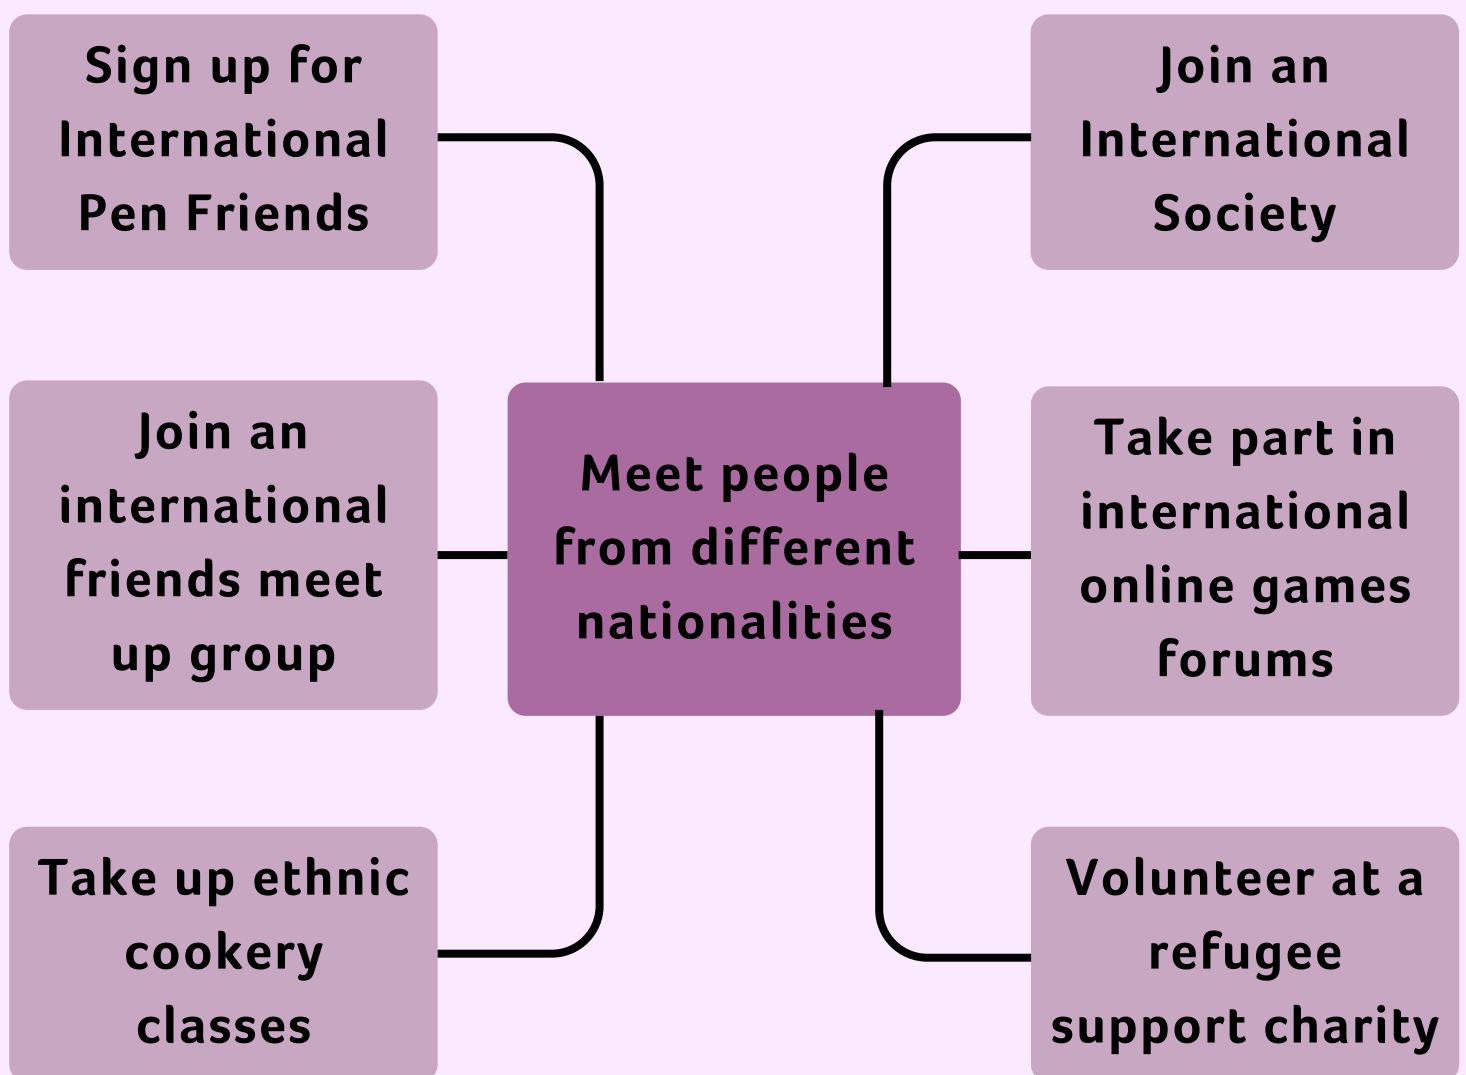 Sign up for
International
Pen Friends
Join an
International
Society
Join an
international
friends meet
up group
Meet people
from different
nationalities
Take part in
international
online games
forums
Take up ethnic
cookery
classes
Volunteer at a
refugee
support charity